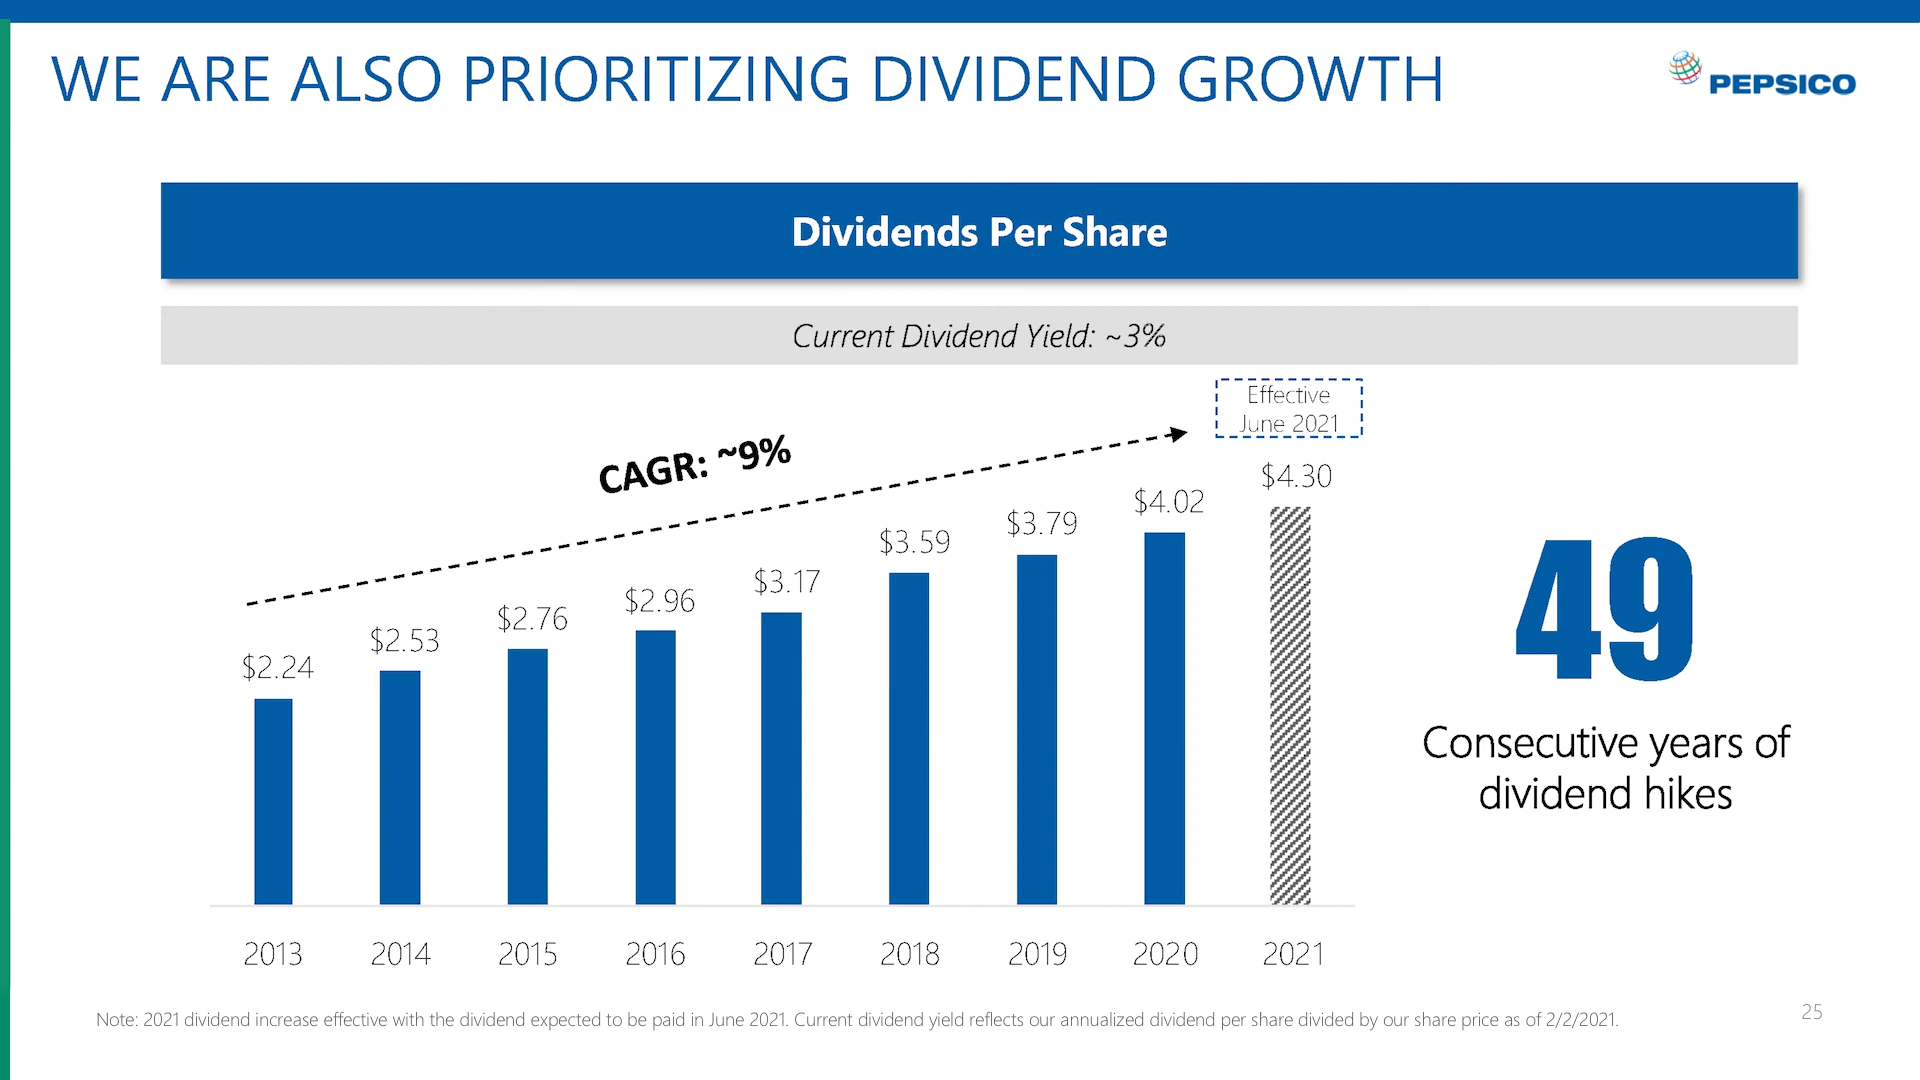 WE ARE ALSO PRIORITIZING DIVIDEND GROWTH
PEPSICO
Dividends Per Share
Current Dividend Yield: ~3%
Effective
June 2021
CAGR: ~9%
$2.24
$2.53
$2.76
$2.96
$3.17
$3.59
$3.79
$4.02
$4.30
2013
2014
2015
2016
2017
2018
2019
2020
2021
49
Consecutive years of
dividend hikes
Note: 2021 dividend increase effective with the dividend expected to be paid in June 2021. Current dividend yield reflects our annualized dividend per share divided by our share price as of 2/2/2021.
25